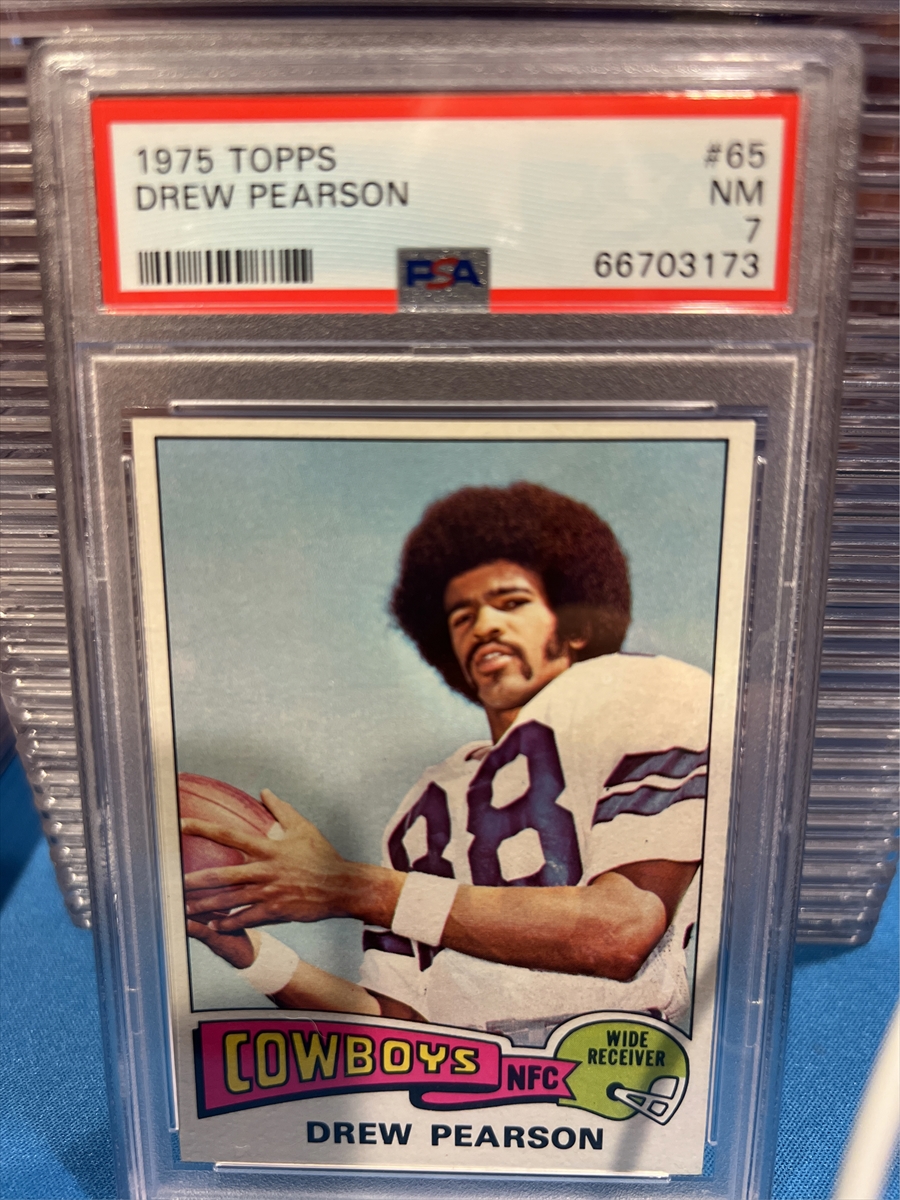 1975 TOPPS #65
DREW PEARSON NM
7
PSA 66703173
88
COWBOYS
NFC
WIDE
RECEIVER
DREW PEARSON